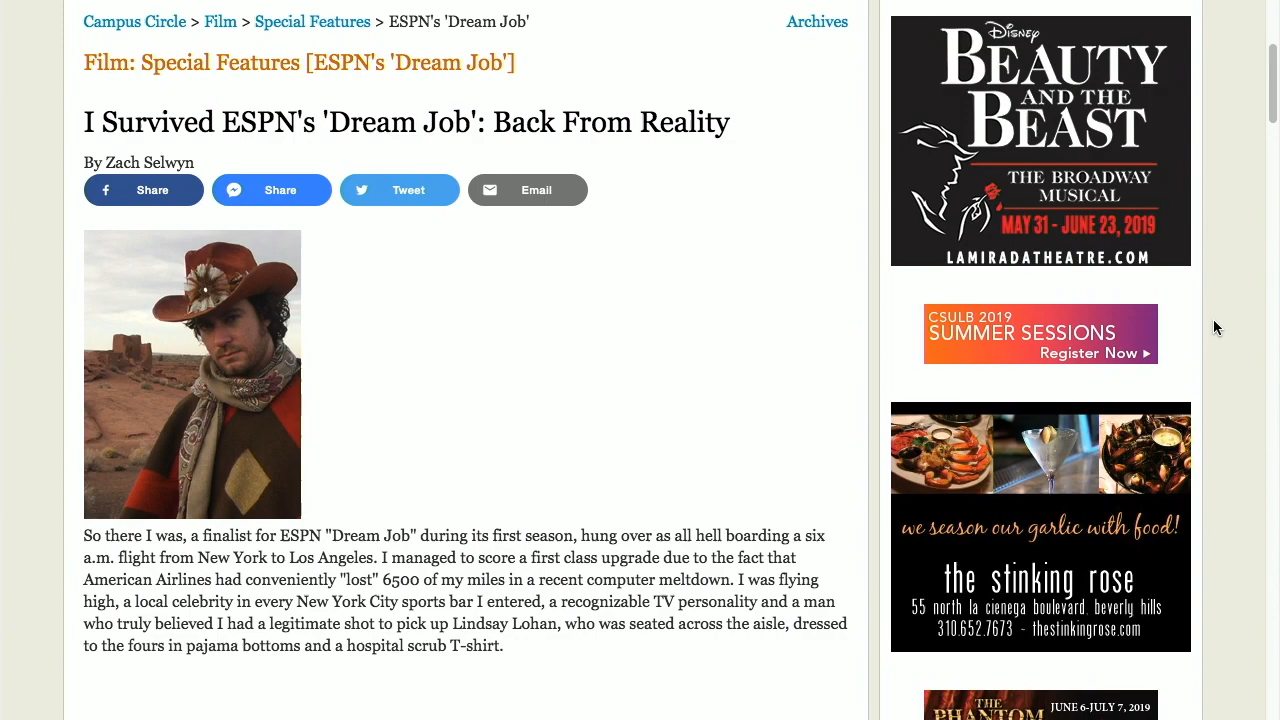 Campus Circle > Film > Special Features > ESPN's 'Dream Job'
Archives
Film: Special Features [ESPN's 'Dream Job']
I Survived ESPN's 'Dream Job': Back From Reality
By Zach Selwyn
Share
Share
Tweet
Email
So there I was, a finalist for ESPN "Dream Job" during its first season, hung over as all hell boarding a six
a.m. flight from New York to Los Angeles. I managed to score a first class upgrade due to the fact that
American Airlines had conveniently "lost" 6500 of my miles in a recent computer meltdown. I was flying
high, a local celebrity in every New York City sports bar I entered, a recognizable TV personality and a man
who truly believed I had a legitimate shot to pick up Lindsay Lohan, who was seated across the aisle, dressed
to the fours in pajama bottoms and a hospital scrub T-shirt.
Disney
BEAUTY
AND THE
BEAST
THE BROADWAY
MUSICAL
MAY 31 - JUNE 23, 2019
LAMIRADATHEATRE.COM
CSULB 2019
SUMMER SESSIONS
Register Now
we season our garlic with food!
the stinking rose
55 north la cienega boulevard, beverly hills
310.652.7673 - thestinkingrose.com
THE
PHANTOM
JUNE 6-JULY 7, 2019